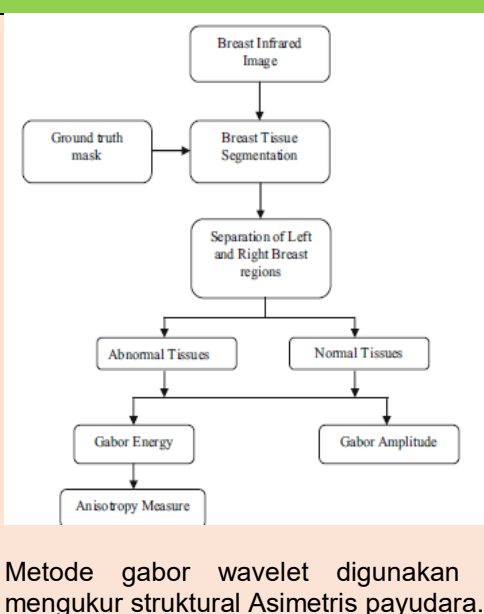 Breast Infrared
Image
Ground truth
mask
Breast Tissue
Segmentation
Separation of Left
and Right Breast
regions
Abnormal Tissues
Normal Tissues
Gabor Energy
Gabor Amplitude
Anisotropy Measure
Metode gabor wavelet digunakan
mengukur struktural Asimetris payudara.